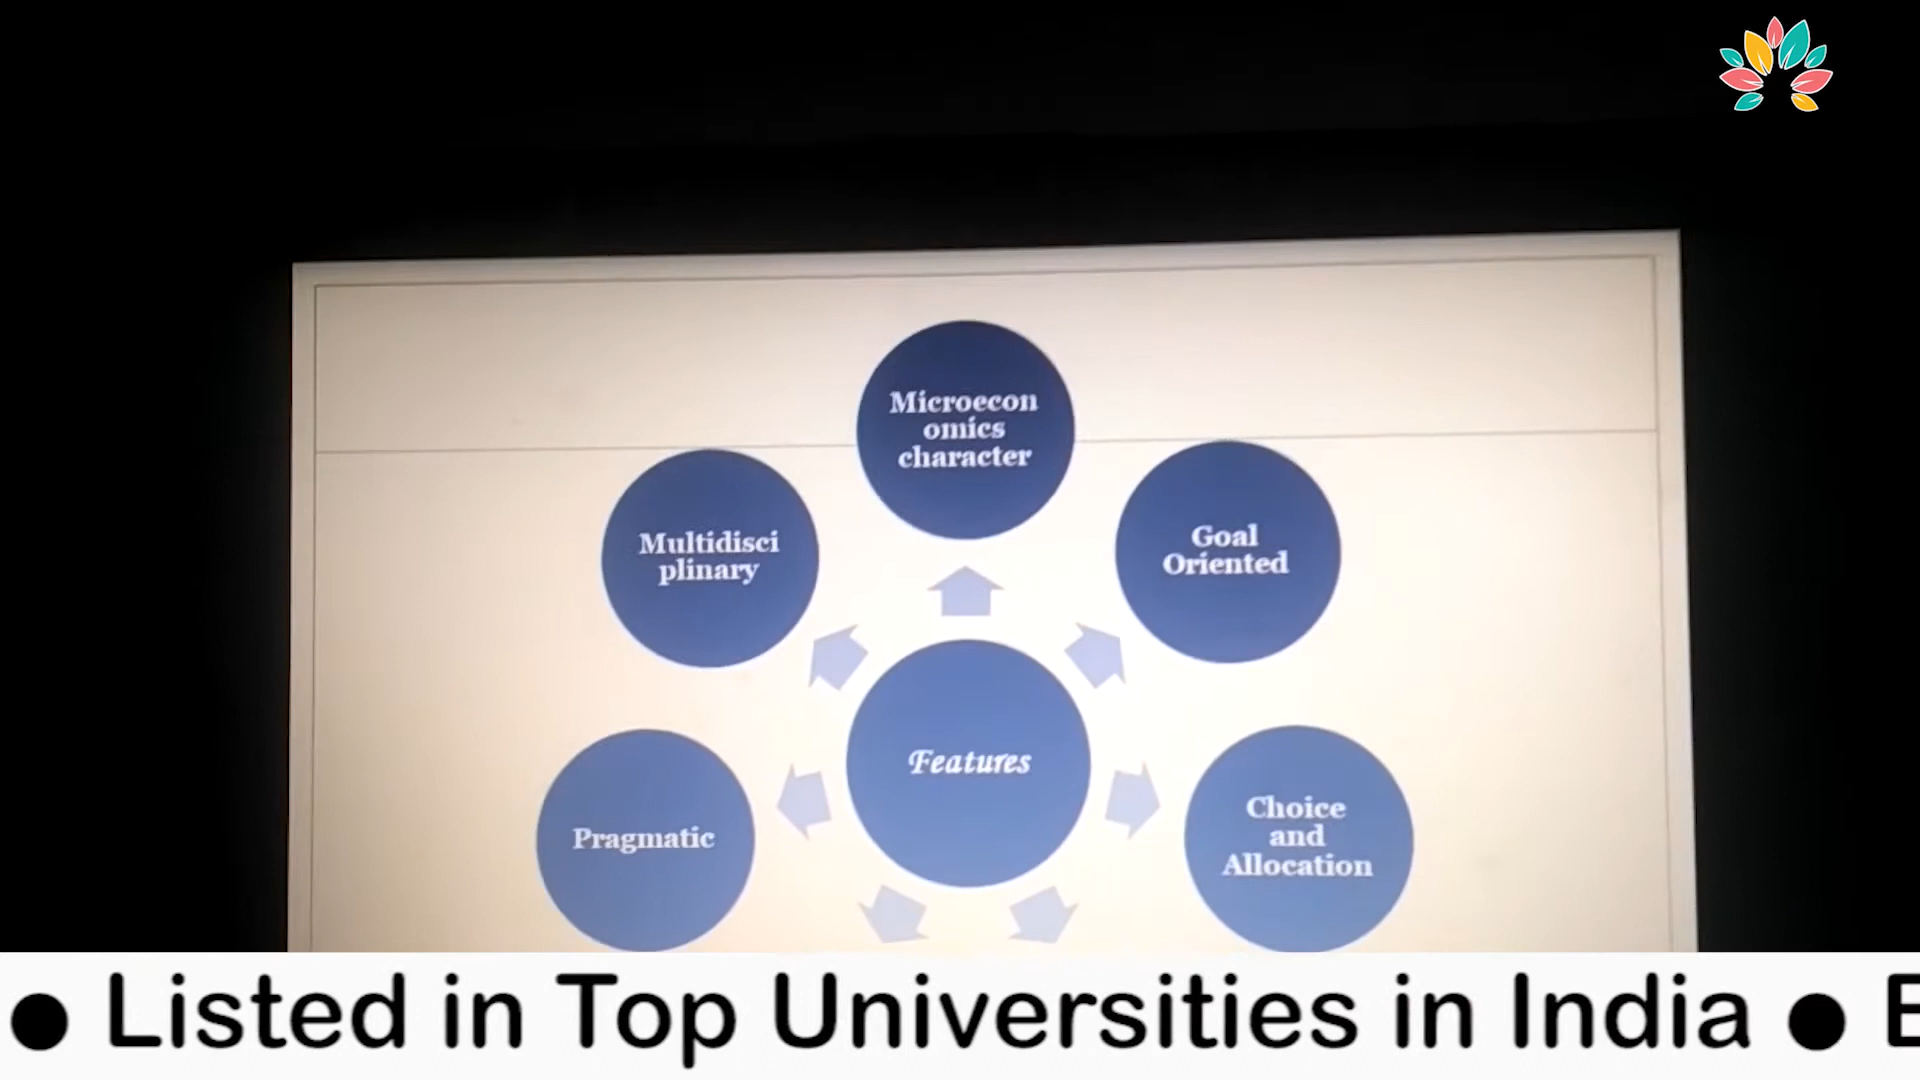 Microecon
omics
character
Multidisci
plinary
Goal
Oriented
Features
Pragmatic
Choice
and
Allocation
● Listed in Top Universities in India ●